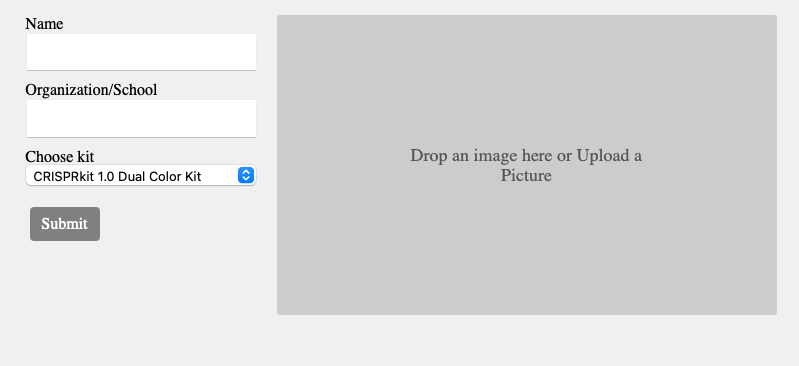 Name
Organization/School
Choose kit
CRISPRkit 1.0 Dual Color Kit
Submit
Drop an image here or Upload a
Picture